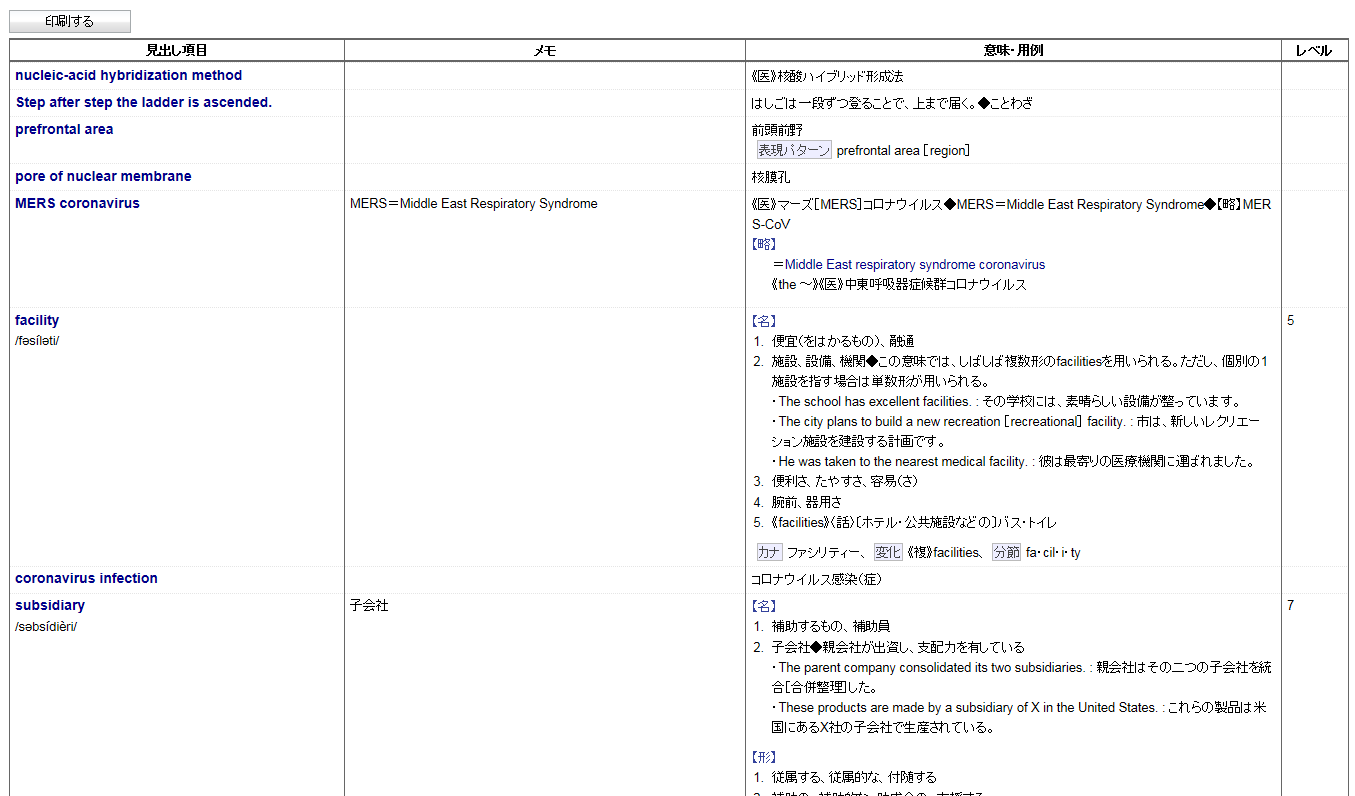 印刷する
見出し項目 メモ 意味・用例 レベル
nucleic-acid hybridization method 《医》核酸ハイブリッド形成法
Step after step the ladder is ascended. はしごは一段ずつ登ることで、上まで届く。◆ことわざ
prefrontal area 前頭前野
表現パターン prefrontal area［region］
pore of nuclear membrane 核膜孔
MERS coronavirus MERS＝Middle East Respiratory Syndrome 《医》マーズ［MERS］コロナウイルス◆MERS＝Middle East Respiratory Syndrome◆【略】MER
S-CoV
【略】
＝Middle East respiratory syndrome coronavirus
《the ～》《医》中東呼吸器症候群コロナウイルス
facility 【名】 5
/fəsíləti/ 1. 便宜（をはかるもの）、融通
2. 施設、設備、機関◆この意味では、しばしば複数形のfacilitiesを用いられる。ただし、個別の1
施設を指す場合は単数形が用いられる。
・The school has excellent facilities. : その学校には、素晴らしい設備が整っています。
・The city plans to build a new recreation［recreational］facility. : 市は、新しいレクリエー
ション施設を建設する計画です。
・He was taken to the nearest medical facility. : 彼は最寄りの医療機関に運ばれました。
3. 便利さ、たやすさ、容易（さ）
4. 腕前、器用さ
5. 《facilities》〈話〉〔ホテル・公共施設などの〕バス・トイレ
カナ ファシリティー、 変化 《複》facilities、 分節 fa・cil・i・ty
coronavirus infection コロナウイルス感染（症）
subsidiary 子会社 【名】 7
/səbsídièri/ 1. 補助するもの、補助員
2. 子会社◆親会社が出資し、支配力を有している
・The parent company consolidated its two subsidiaries. : 親会社はその二つの子会社を統
合［合併整理］した。
・These products are made by a subsidiary of X in the United States. : これらの製品は米
国にあるX社の子会社で生産されている。
【形】
1. 従属する、従属的な、付随する